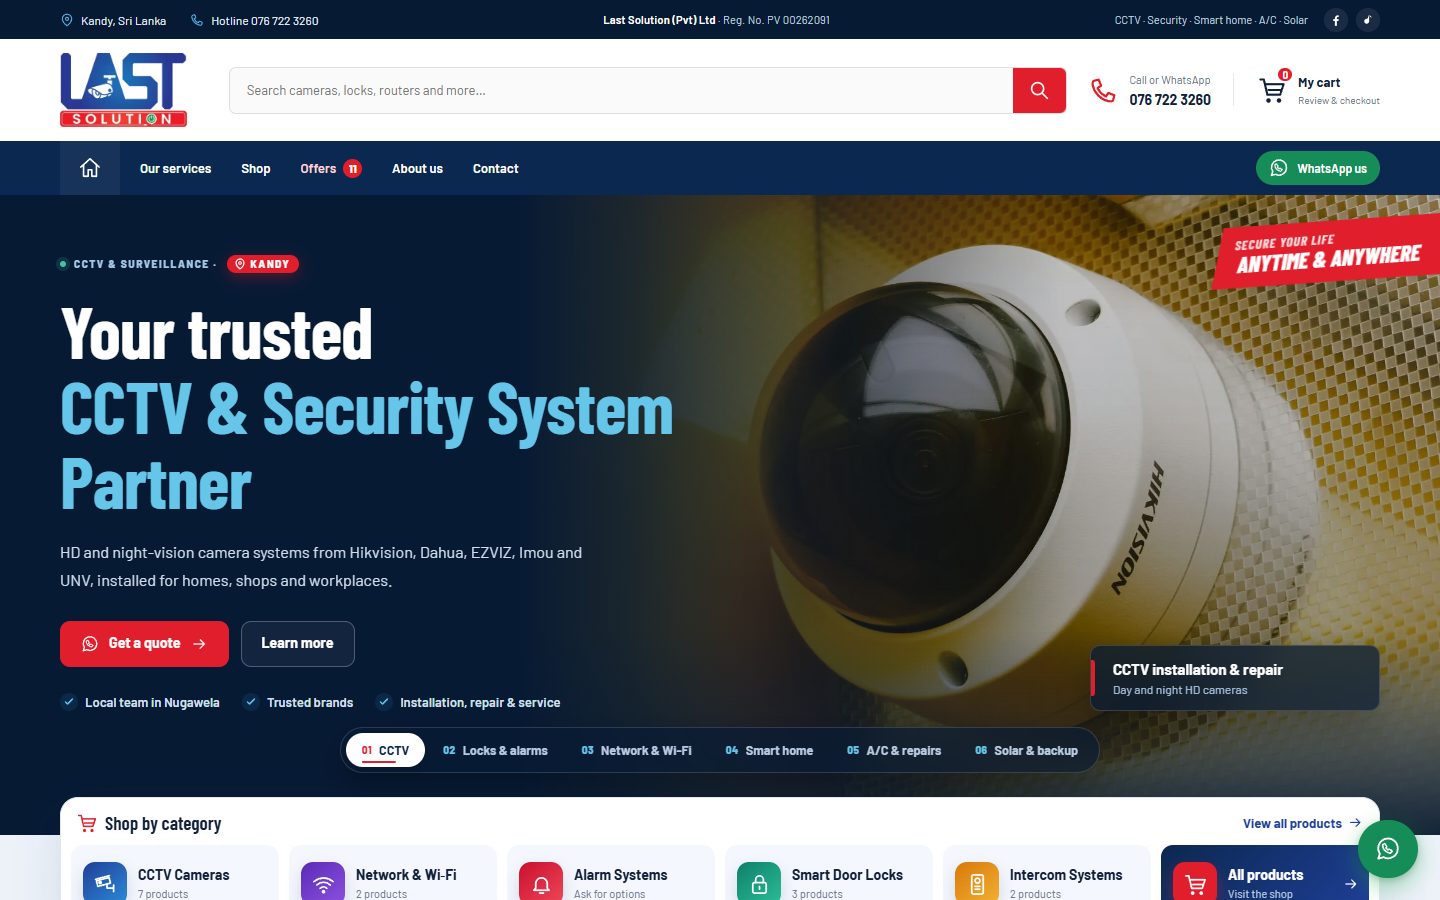 Kandy, Sri Lanka
Hotline 076 722 3260
Last Solution (Pvt) Ltd · Reg. No. PV 00262091
CCTV · Security · Smart home · A/C · Solar
LAST
SOLUTION
Search cameras, locks, routers and more...
Call or WhatsApp
076 722 3260
0
My cart
Review & checkout
Our services
Shop
Offers 11
About us
Contact
WhatsApp us
SECURE YOUR LIFE
ANYTIME & ANYWHERE
CCTV & SURVEILLANCE ·
KANDY
Your trusted
CCTV & Security System
Partner
HIKVISION
HD and night-vision camera systems from Hikvision, Dahua, EZVIZ, Imou and
UNV, installed for homes, shops and workplaces.
Get a quote
Learn more
CCTV installation & repair
Day and night HD cameras
Local team in Nugawela
Trusted brands
Installation, repair & service
01 CCTV
02 Locks & alarms
03 Network & Wi-Fi
04 Smart home
05 A/C & repairs
06 Solar & backup
Shop by category
View all products
CCTV Cameras
7 products
Network & Wi-Fi
2 products
Alarm Systems
Ask for options
Smart Door Locks
3 products
Intercom Systems
2 products
All products
Visit the shop